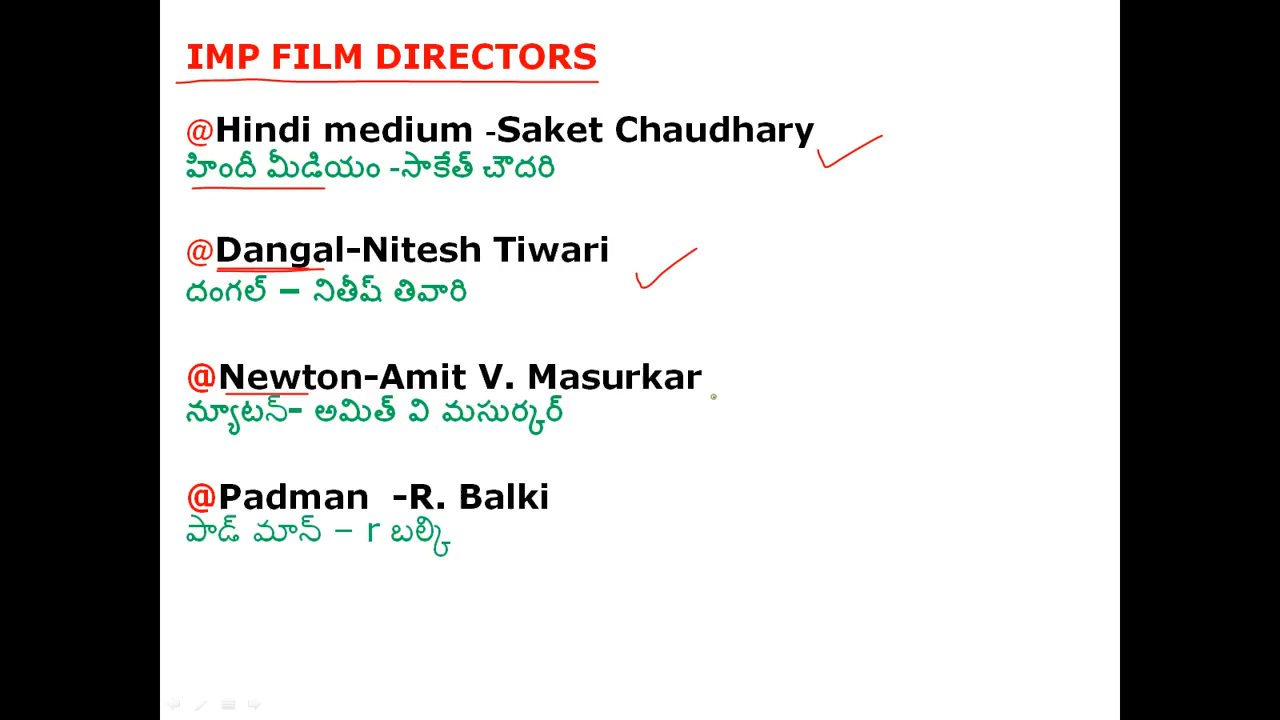 IMP FILM DIRECTORS
@Hindi medium -Saket Chaudhary
హిందీ మీడియం -సాకేత్ చౌదరి
@Dangal-Nitesh Tiwari
దంగల్ – నితీష్ తివారి
@Newton-Amit V. Masurkar
న్యూటన్- అమిత్ వి మసుర్కర్
@Padman -R. Balki
పాడ్ మాన్ – r బల్కి